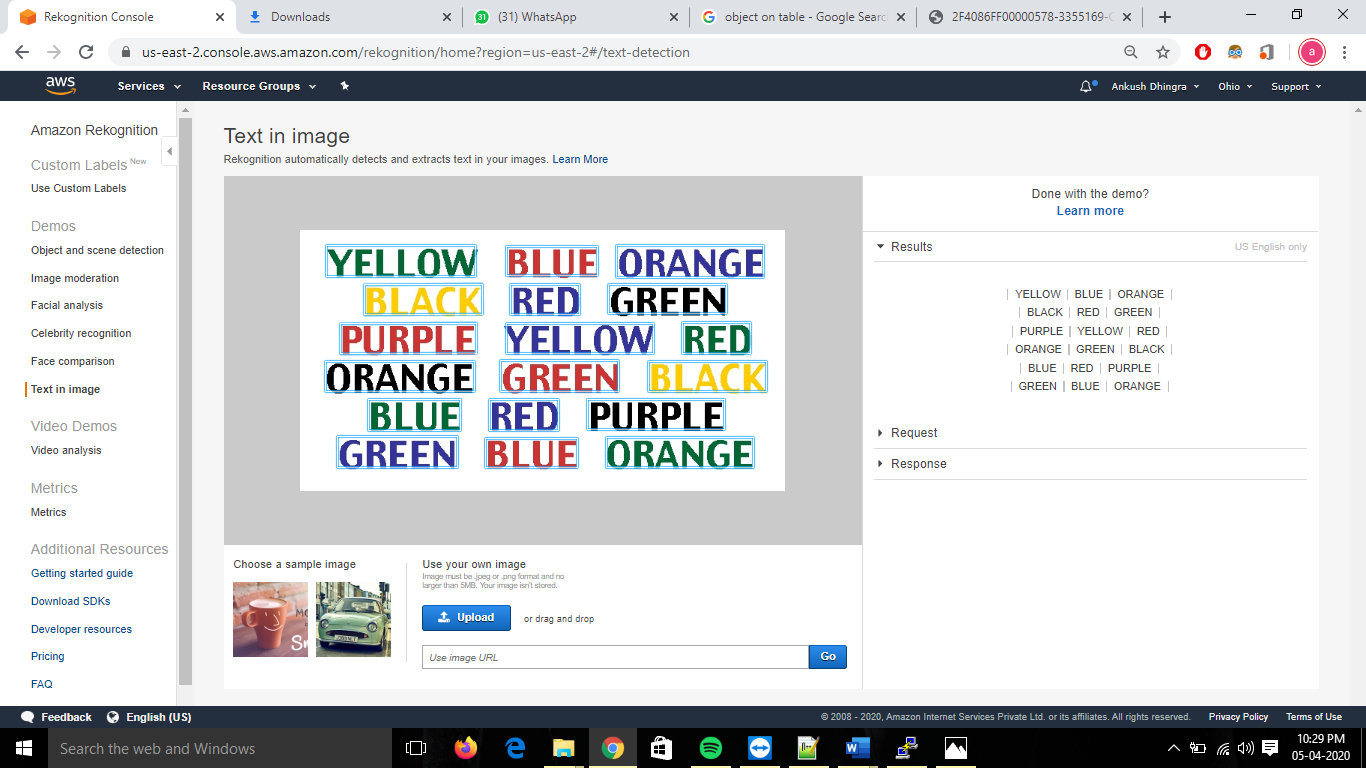 Rekognition Console
Downloads
31 (31) WhatsApp
object on table - Google Searc
2F4086FF00000578-3355169-
us-east-2.console.aws.amazon.com/rekognition/home?region=us-east-2#/text-detection
a
aws Services Resource Groups Ankush Dhingra Ohio Support
Amazon Rekognition
Custom Labels New
Use Custom Labels
Demos
Object and scene detection
Image moderation
Facial analysis
Celebrity recognition
Face comparison
Text in image
Video Demos
Video analysis
Metrics
Metrics
Additional Resources
Getting started guide
Download SDKs
Developer resources
Pricing
FAQ
Text in image
Rekognition automatically detects and extracts text in your images. Learn More
YELLOW BLUE ORANGE
BLACK RED GREEN
PURPLE YELLOW RED
ORANGE GREEN BLACK
BLUE RED PURPLE
GREEN BLUE ORANGE
Choose a sample image
Use your own image
Image must be .jpeg or .png format and no
larger than 5MB. Your image isn't stored.
Upload or drag and drop
Use image URL Go
Done with the demo?
Learn more
Results US English only
| YELLOW | BLUE | ORANGE |
| BLACK | RED | GREEN |
| PURPLE | YELLOW | RED |
| ORANGE | GREEN | BLACK |
| BLUE | RED | PURPLE |
| GREEN | BLUE | ORANGE |
Request
Response
Feedback English (US) © 2008 - 2020, Amazon Internet Services Private Ltd. or its affiliates. All rights reserved. Privacy Policy Terms of Use
Search the web and Windows
10:29 PM
05-04-2020